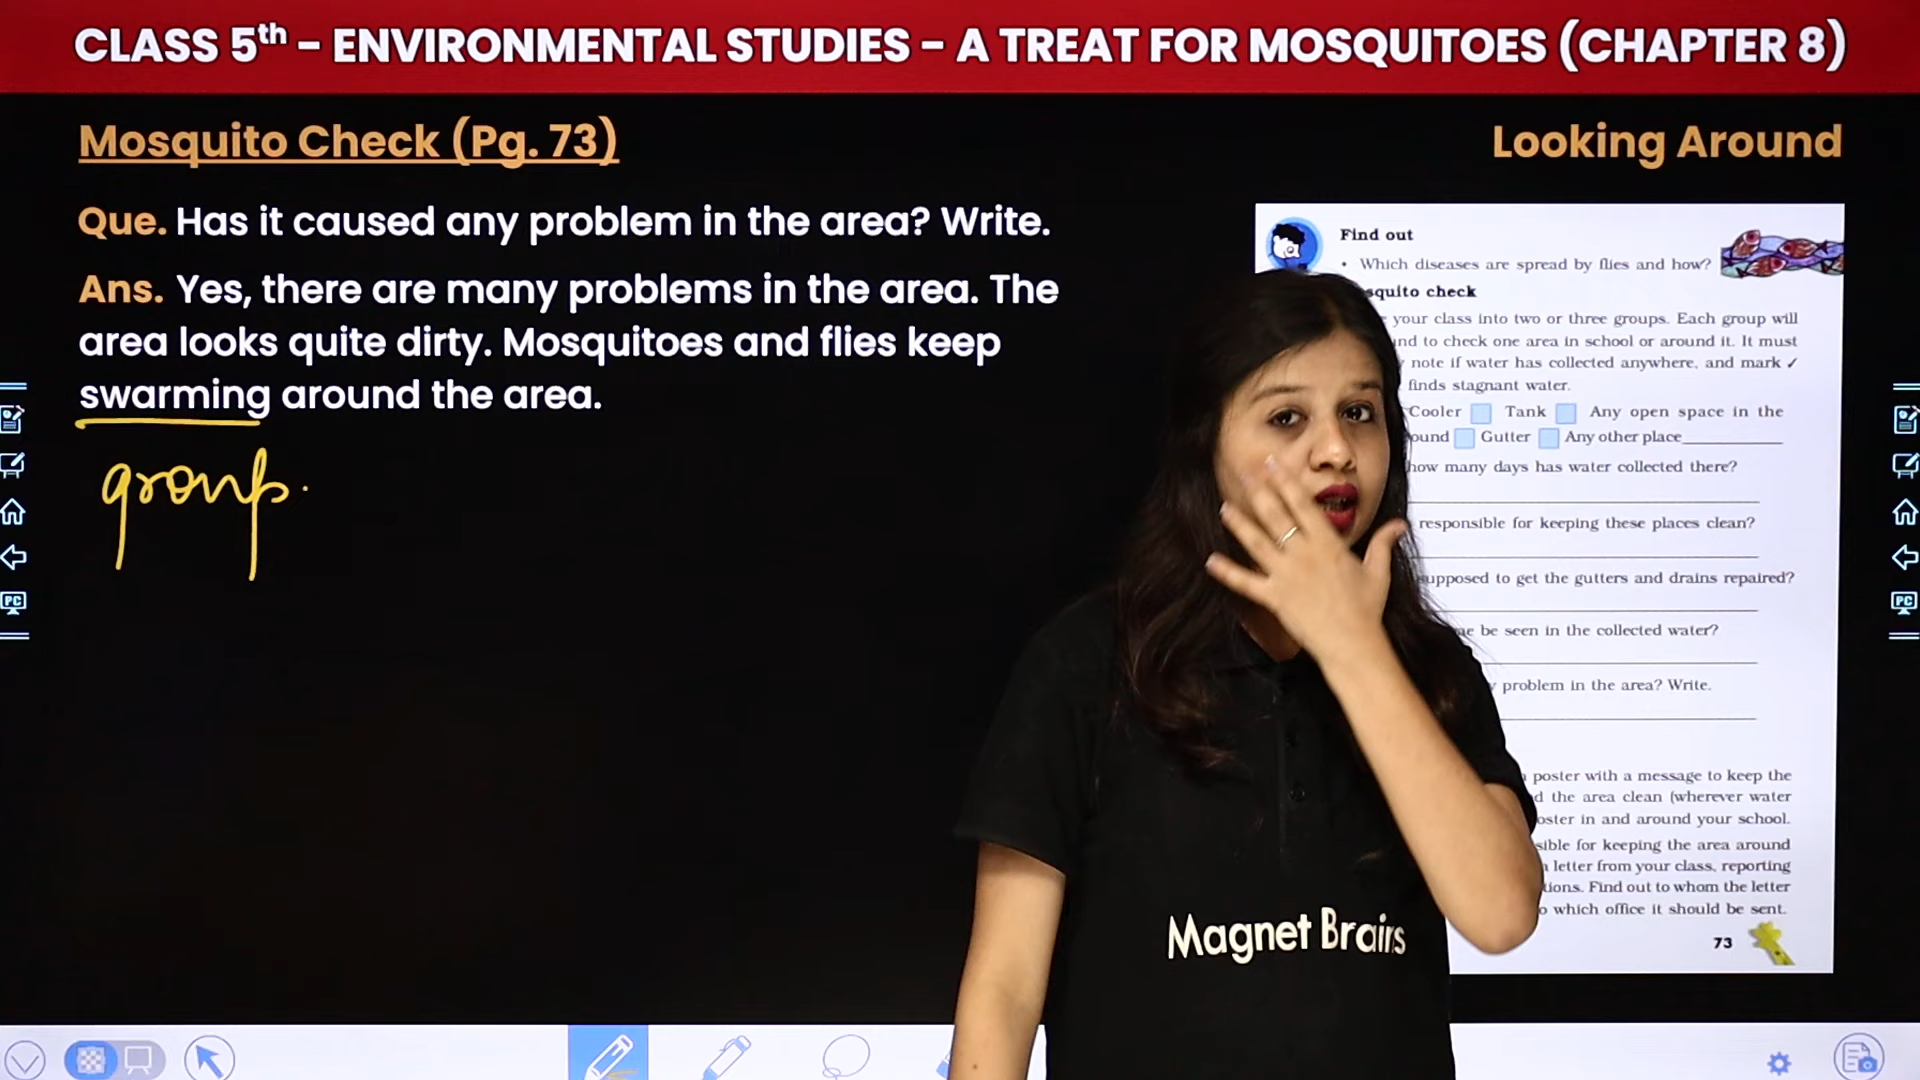 CLASS 5th – ENVIRONMENTAL STUDIES – A TREAT FOR MOSQUITOES (CHAPTER 8)
Mosquito Check (Pg. 73)
Looking Around
Que. Has it caused any problem in the area? Write.
Ans. Yes, there are many problems in the area. The
area looks quite dirty. Mosquitoes and flies keep
swarming around the area.
group.
Find out
• Which diseases are spread by flies and how?
check
your class into two or three groups. Each group will
to check one area in school or around it. It must
note if water has collected anywhere, and mark ✓
finds stagnant water.
Cooler Tank Any open space in the
Gutter Any other place
how many days has water collected there?
responsible for keeping these places clean?
to get the gutters and drains repaired?
be seen in the collected water?
problem in the area? Write.
poster with a message to keep the
the area clean (wherever water
in and around your school.
for keeping the area around
letter from your class, reporting
Find out to whom the letter
which office it should be sent.
73
Magnet Brains
PC
PC